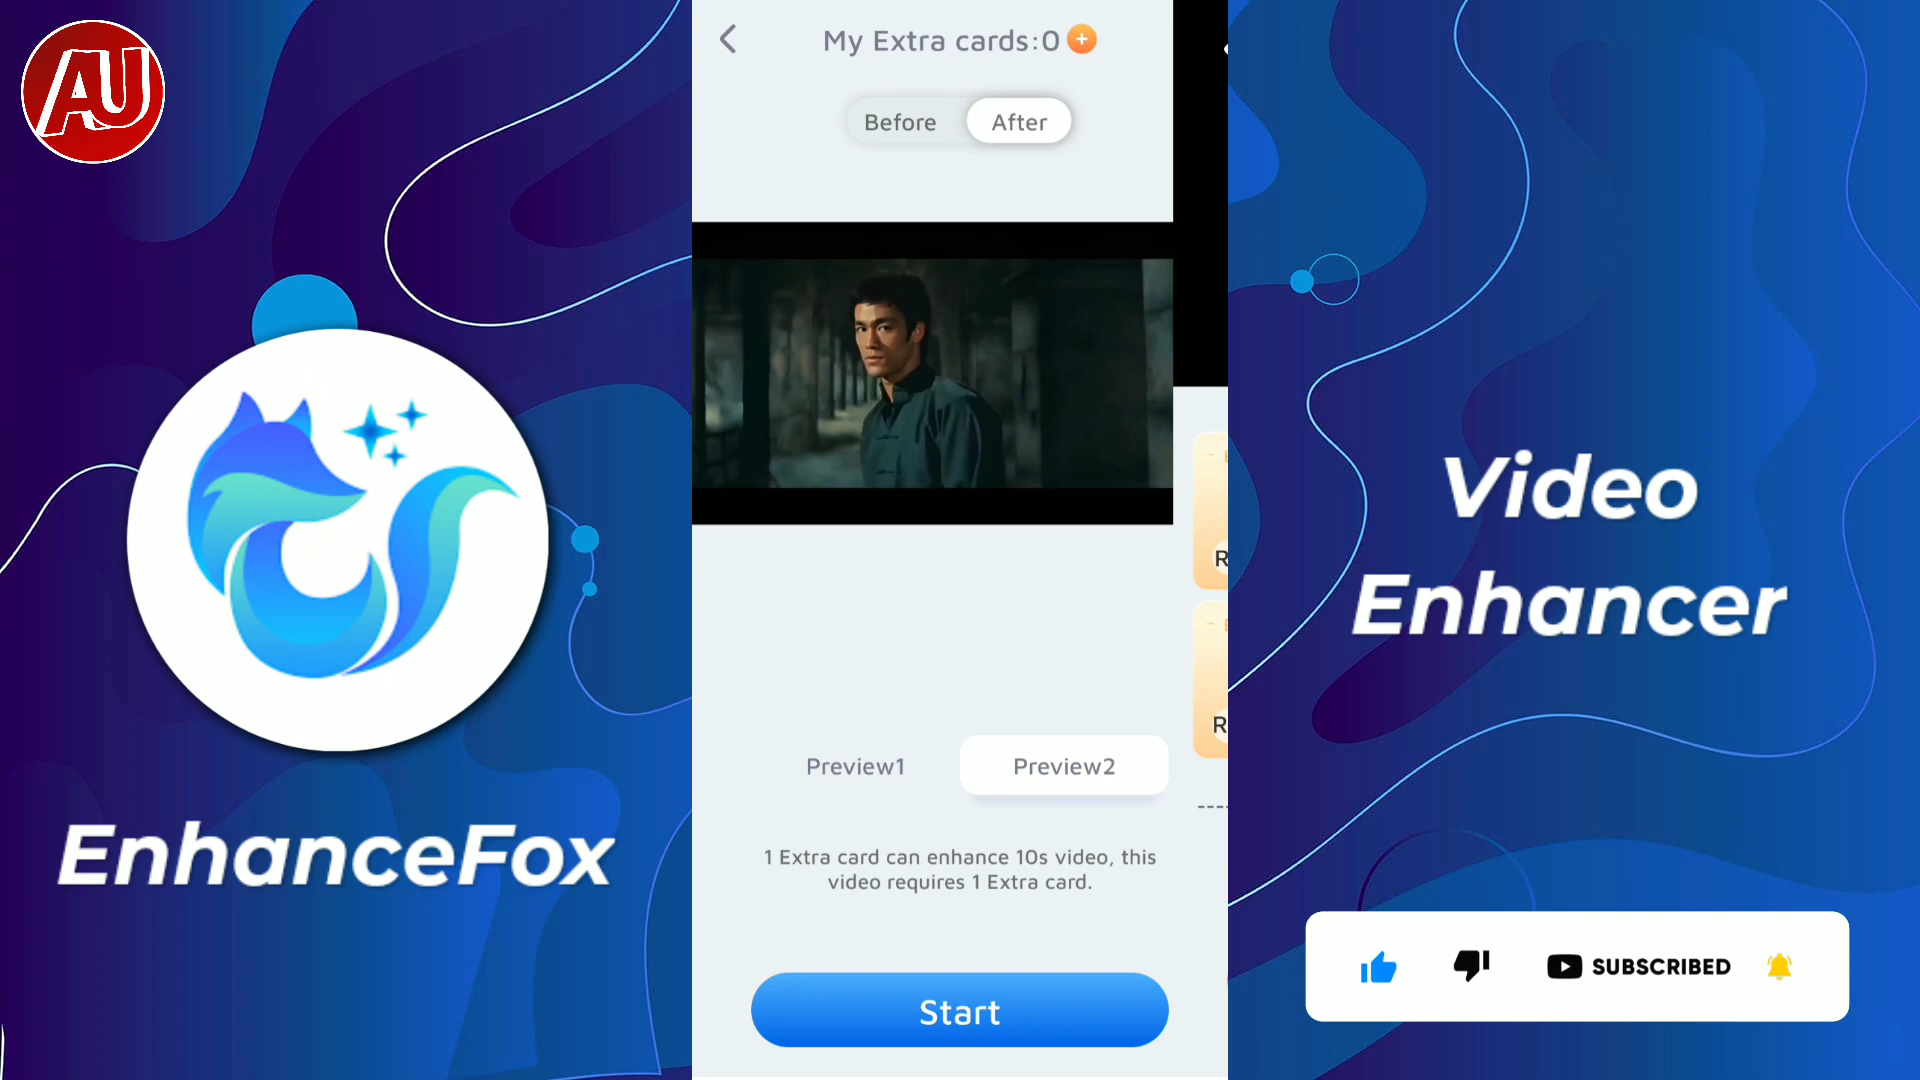 AU
EnhanceFox
My Extra cards:0 +
Before
After
Preview1
Preview2
1 Extra card can enhance 10s video, this
video requires 1 Extra card.
Start
R
R
Video
Enhancer
SUBSCRIBED